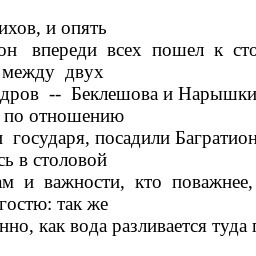 ихов, и опять
он впереди всех пошел к сто
между двух
дров -- Беклешова и Нарышки
по отношению
государя, посадили Багратион
сь в столовой
ам и важности, кто поважнее,
гостю: так же
нно, как вода разливается туда г